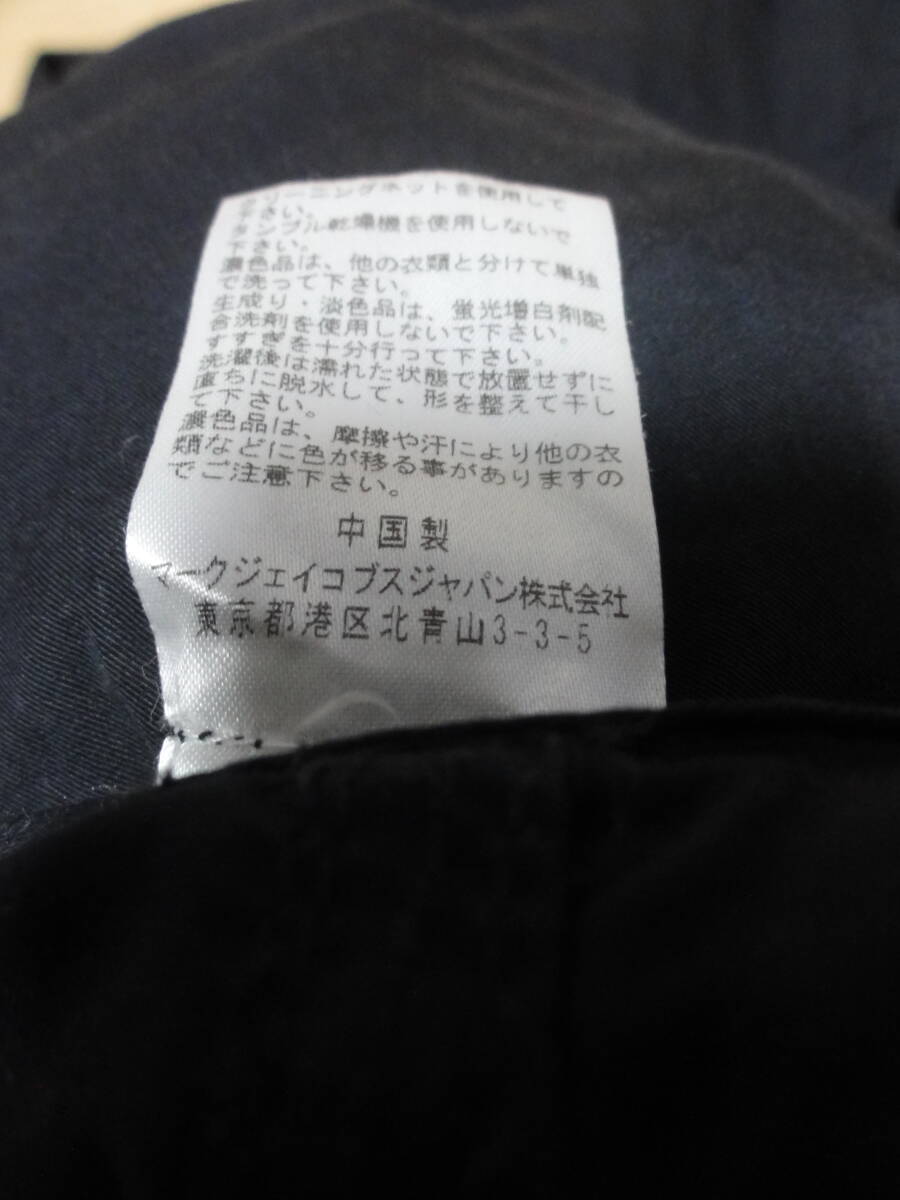 クリーニングネットを使用して
下さい。
タンブル乾燥機を使用しないで
下さい。
濃色品は、他の衣類と分けて単独
で洗って下さい。
生成り・淡色品は、蛍光増白剤配
合洗剤を使用しないで下さい。
すすぎを十分行って下さい。
洗濯後は濡れた状態で放置せずに
直ちに脱水して、形を整えて干し
て下さい。
濃色品は、摩擦や汗により他の衣
類などに色が移る事がありますの
でご注意下さい。
中国製
マークジェイコブスジャパン株式会社
東京都港区北青山3-3-5